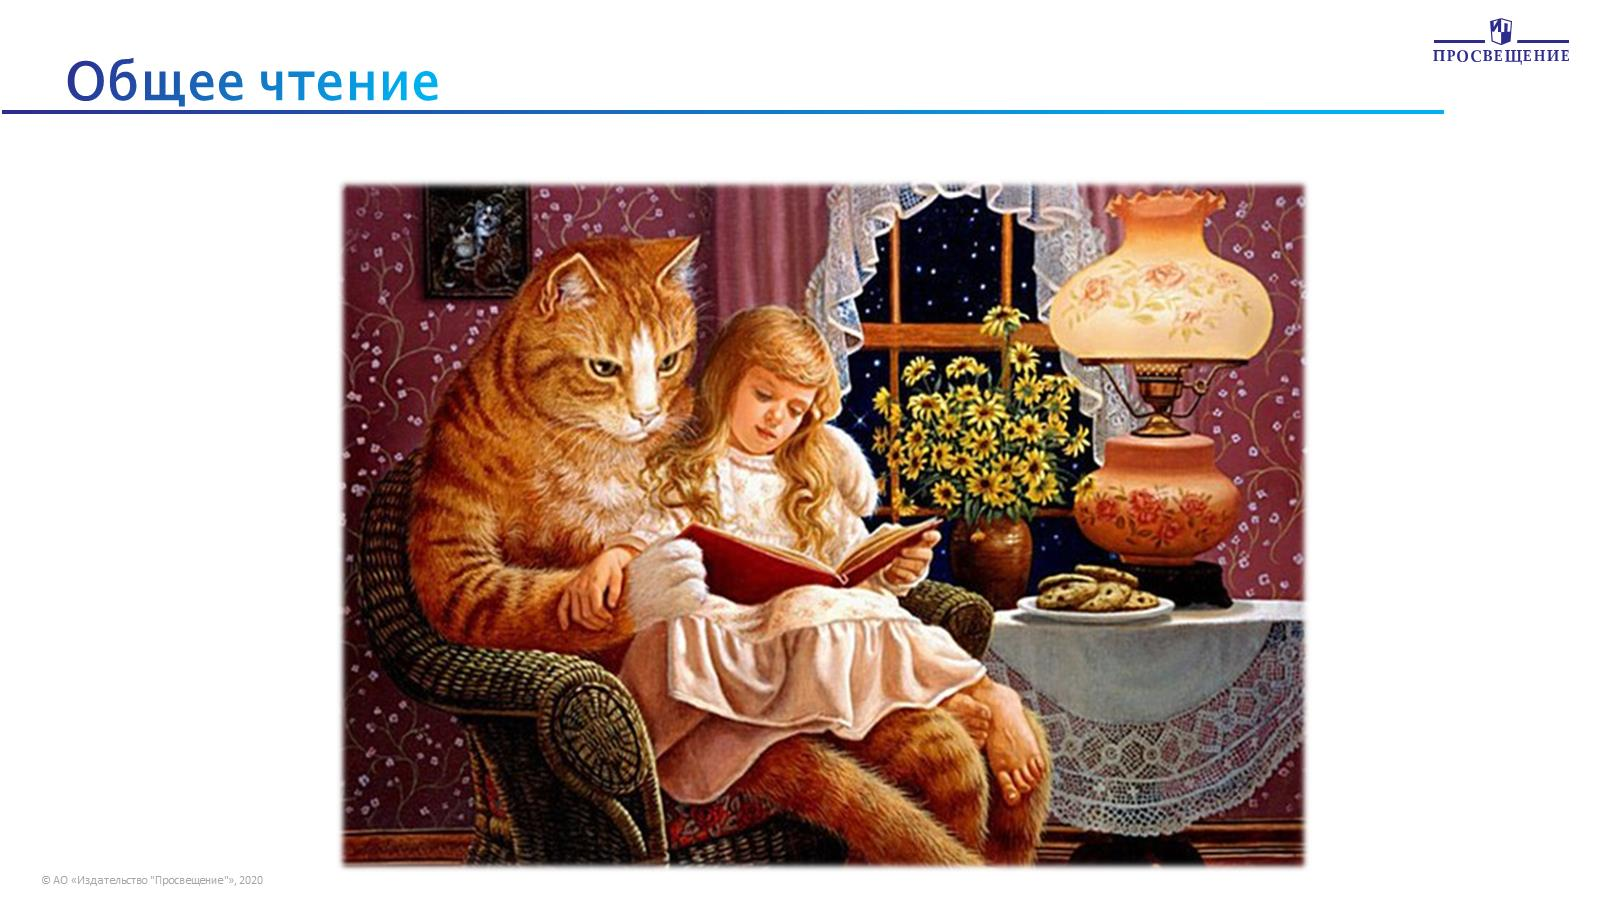 ПРОСВЕЩЕНИЕ
Общее чтение
© АО «Издательство "Просвещение"», 2020